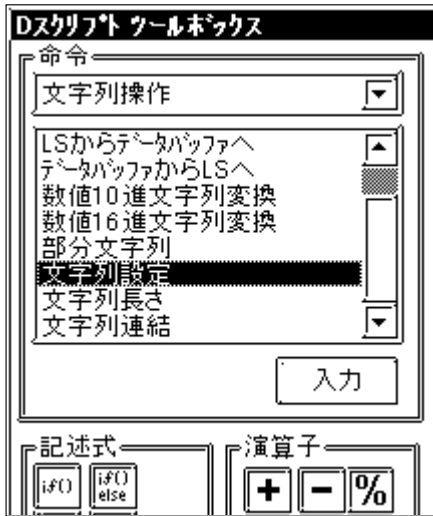 Dｽｸﾘﾌﾟﾄ ﾂｰﾙﾎﾞｯｸｽ
命令
文字列操作
LSからﾃﾞｰﾀﾊﾞｯﾌｧへ
ﾃﾞｰﾀﾊﾞｯﾌｧからLSへ
数値10進文字列変換
数値16進文字列変換
部分文字列
文字列設定
文字列長さ
文字列連結
入力
記述式 演算子
if() if() else + - %